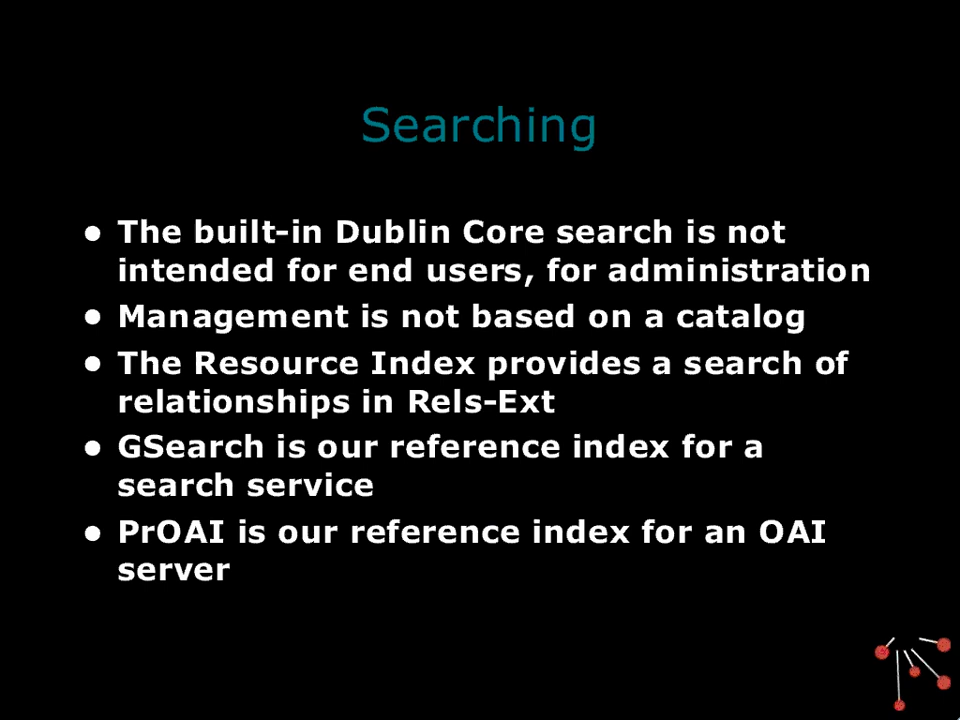 Searching
• The built-in Dublin Core search is not
intended for end users, for administration
• Management is not based on a catalog
• The Resource Index provides a search of
relationships in Rels-Ext
• GSearch is our reference index for a
search service
• PrOAI is our reference index for an OAI
server